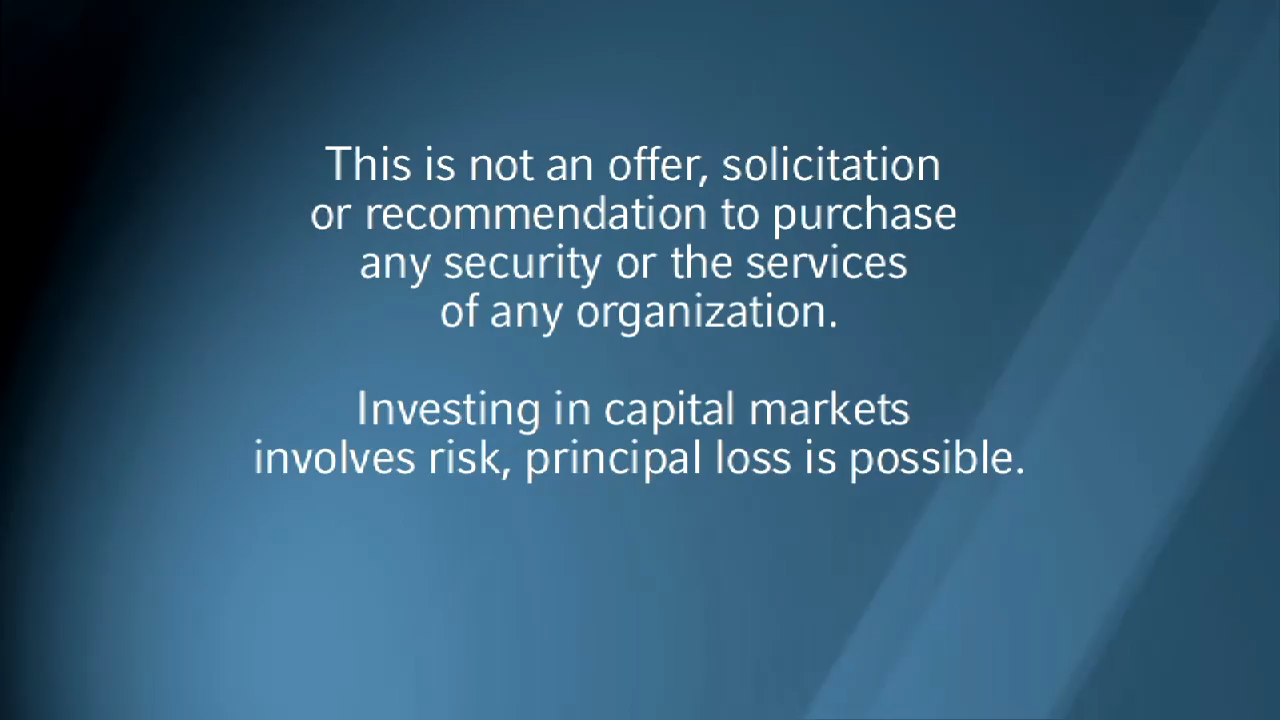 This is not an offer, solicitation
or recommendation to purchase
any security or the services
of any organization.
Investing in capital markets
involves risk, principal loss is possible.